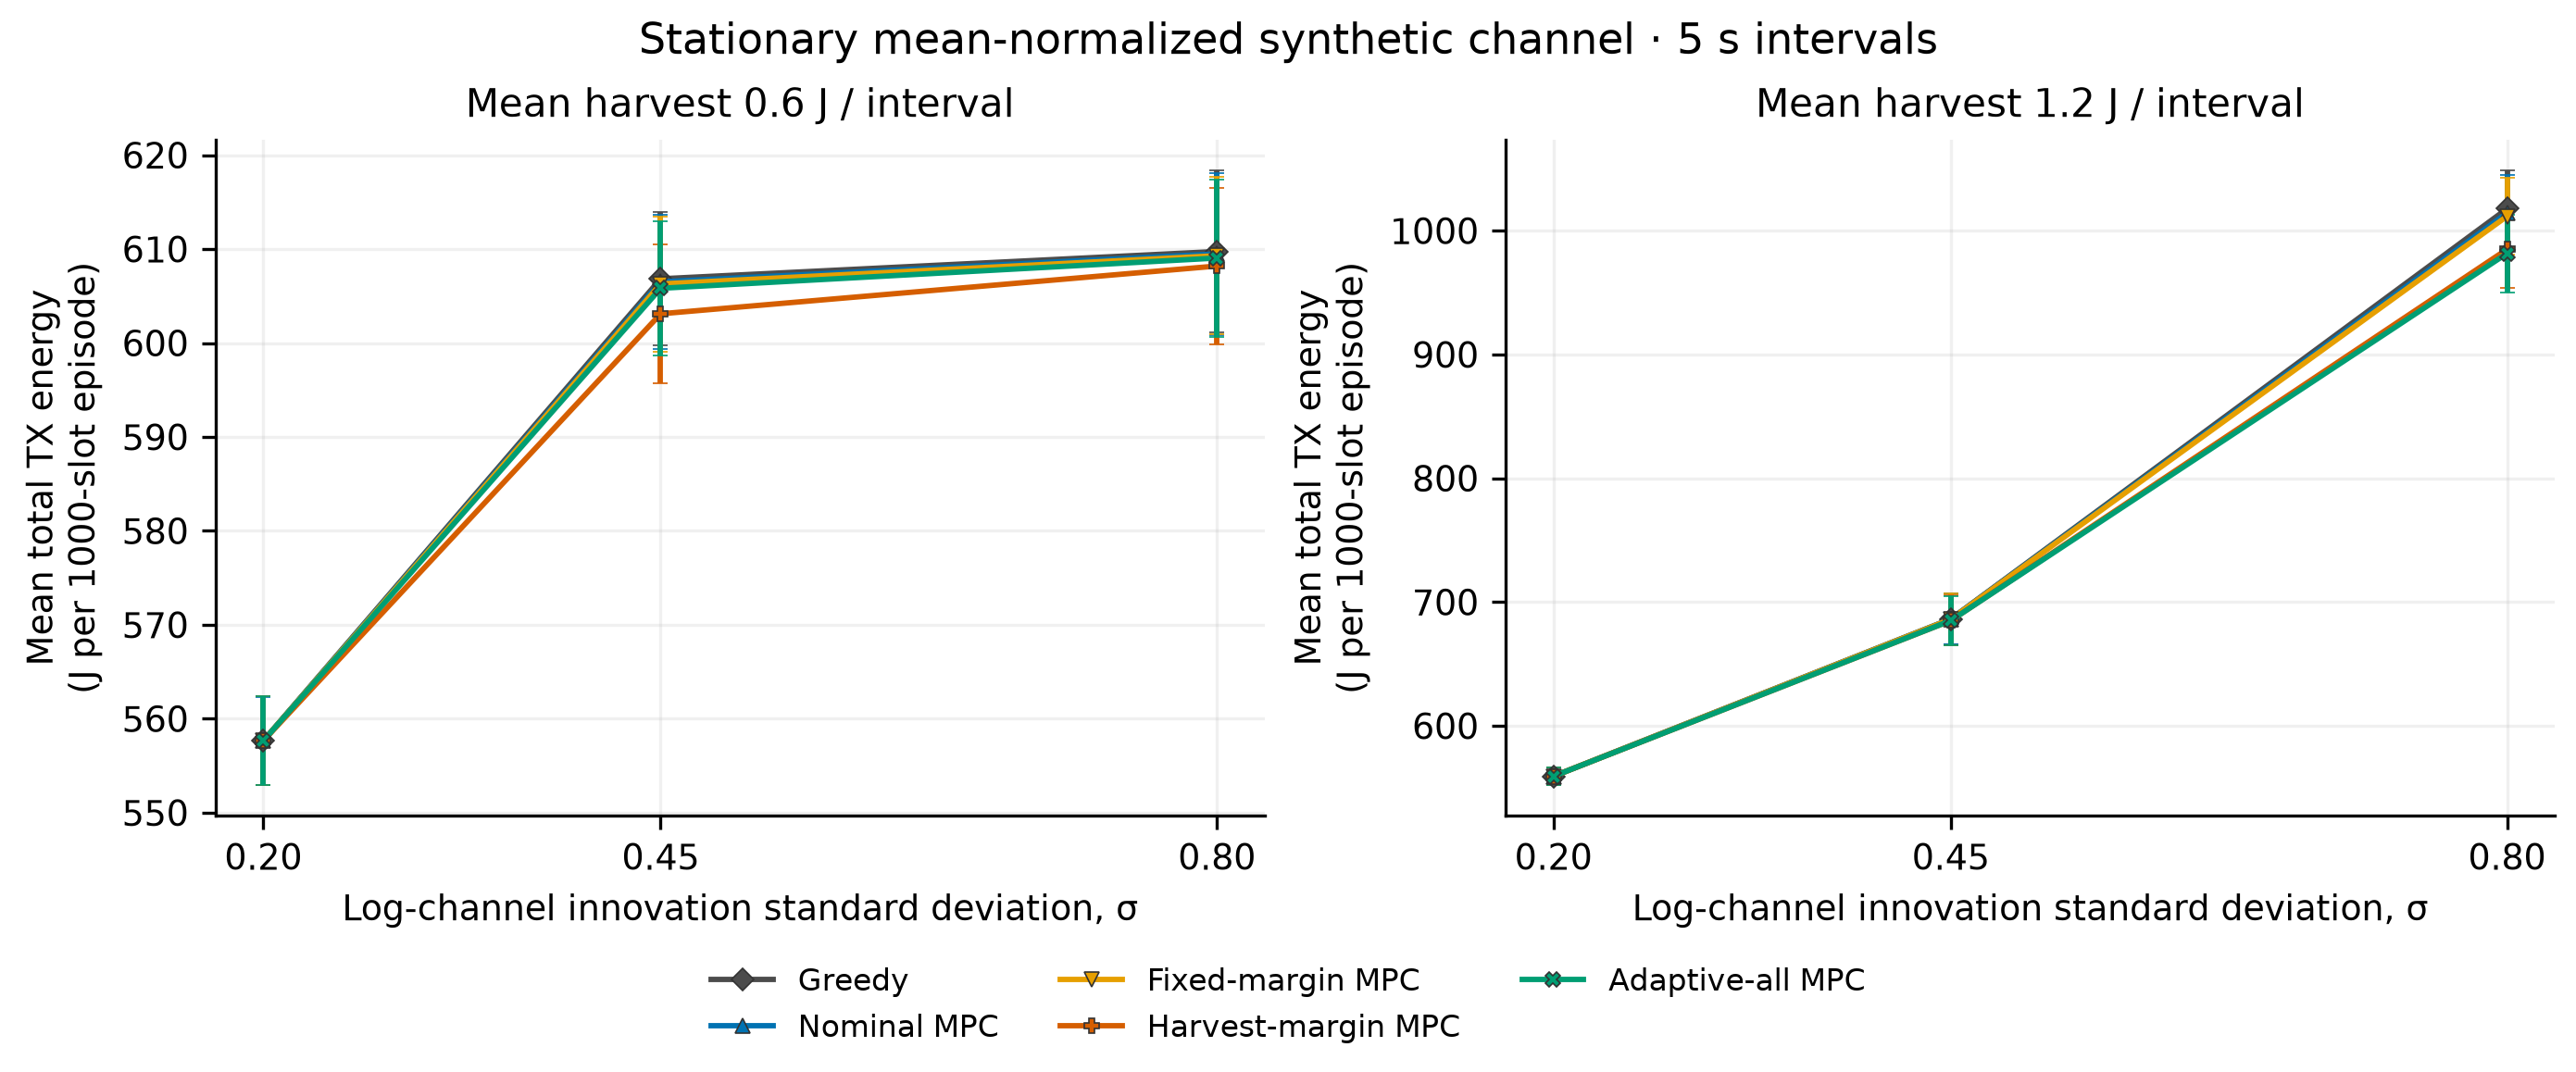 Stationary mean-normalized synthetic channel · 5 s intervals
Mean harvest 0.6 J / interval
Mean total TX energy
(J per 1000-slot episode)
620
610
600
590
580
570
560
550
0.20
0.45
0.80
Log-channel innovation standard deviation, σ
Mean harvest 1.2 J / interval
Mean total TX energy
(J per 1000-slot episode)
1000
900
800
700
600
0.20
0.45
0.80
Log-channel innovation standard deviation, σ
Greedy
Nominal MPC
Fixed-margin MPC
Harvest-margin MPC
Adaptive-all MPC